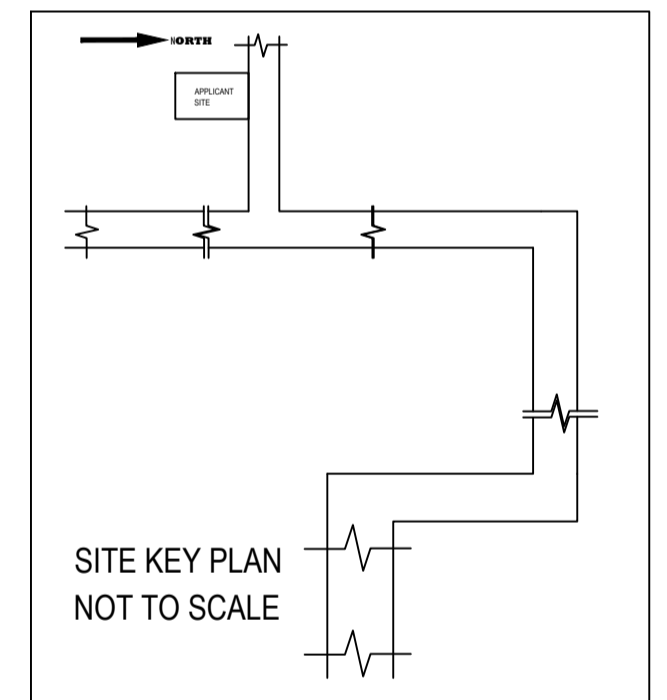 NORTH
APPLICANT
SITE
SITE KEY PLAN
NOT TO SCALE